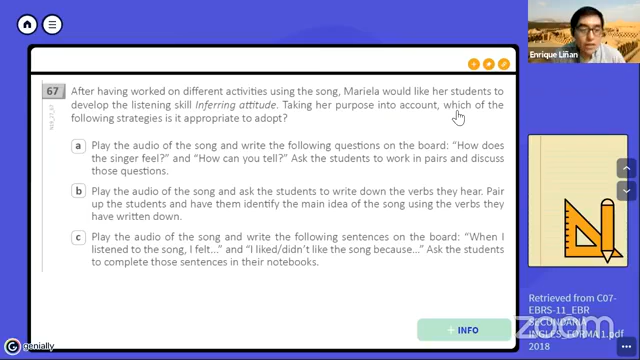 Enrique Liñan
67
After having worked on different activities using the song, Mariela would like her students to
develop the listening skill Inferring attitude. Taking her purpose into account, which of the
following strategies is it appropriate to adopt?
a
Play the audio of the song and write the following questions on the board: “How does
the singer feel?” and “How can you tell?” Ask the students to work in pairs and discuss
those questions.
b
Play the audio of the song and ask the students to write down the verbs they hear. Pair
up the students and have them identify the main idea of the song using the verbs they
have written down.
c
Play the audio of the song and write the following sentences on the board: “When I
listened to the song, I felt...” and “I liked/didn’t like the song because...” Ask the students
to complete those sentences in their notebooks.
+ INFO
Retrieved from C07-
EBRS-11_EBR
SECUNDARIA
INGLES_FORMA 1.pdf
2018
zoom
genially